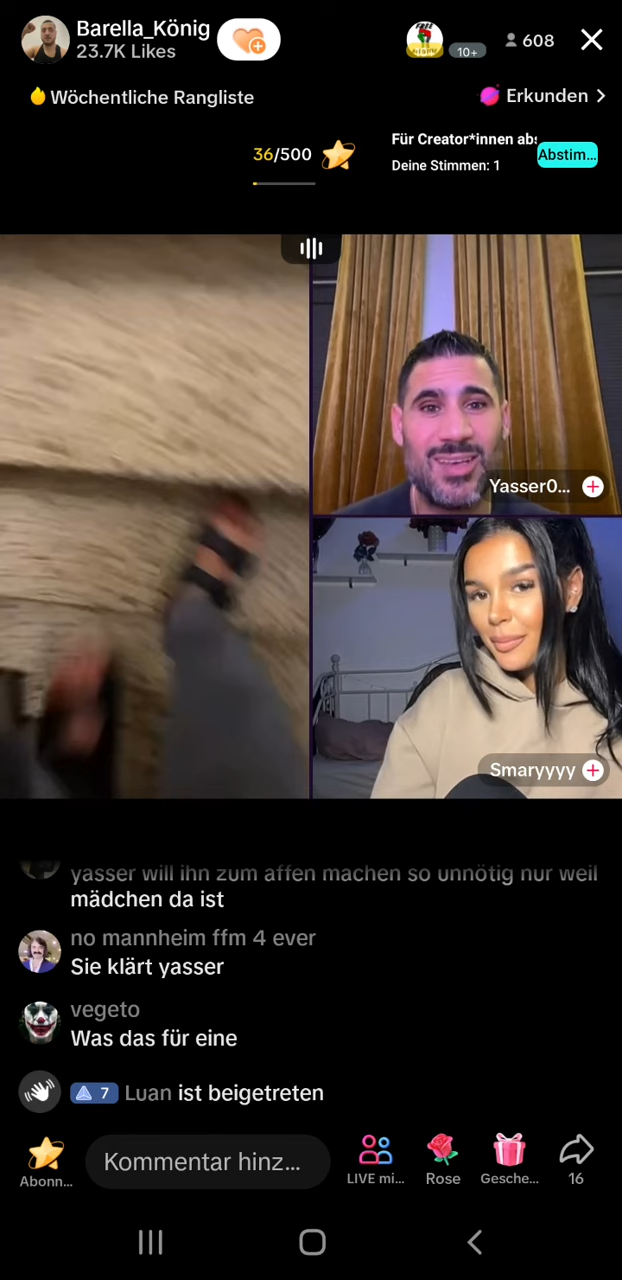 Barella_König
23.7K Likes
10+
608
Wöchentliche Rangliste
Erkunden
36/500
Für Creator*innen abs
Deine Stimmen: 1
Abstim...
Yasser0...
Smaryyyy
yasser will ihn zum affen machen so unnötig nur weil
mädchen da ist
no mannheim ffm 4 ever
Sie klärt yasser
vegeto
Was das für eine
7 Luan ist beigetreten
Abonn...
Kommentar hinz...
LIVE mi...
Rose
Gesche...
16